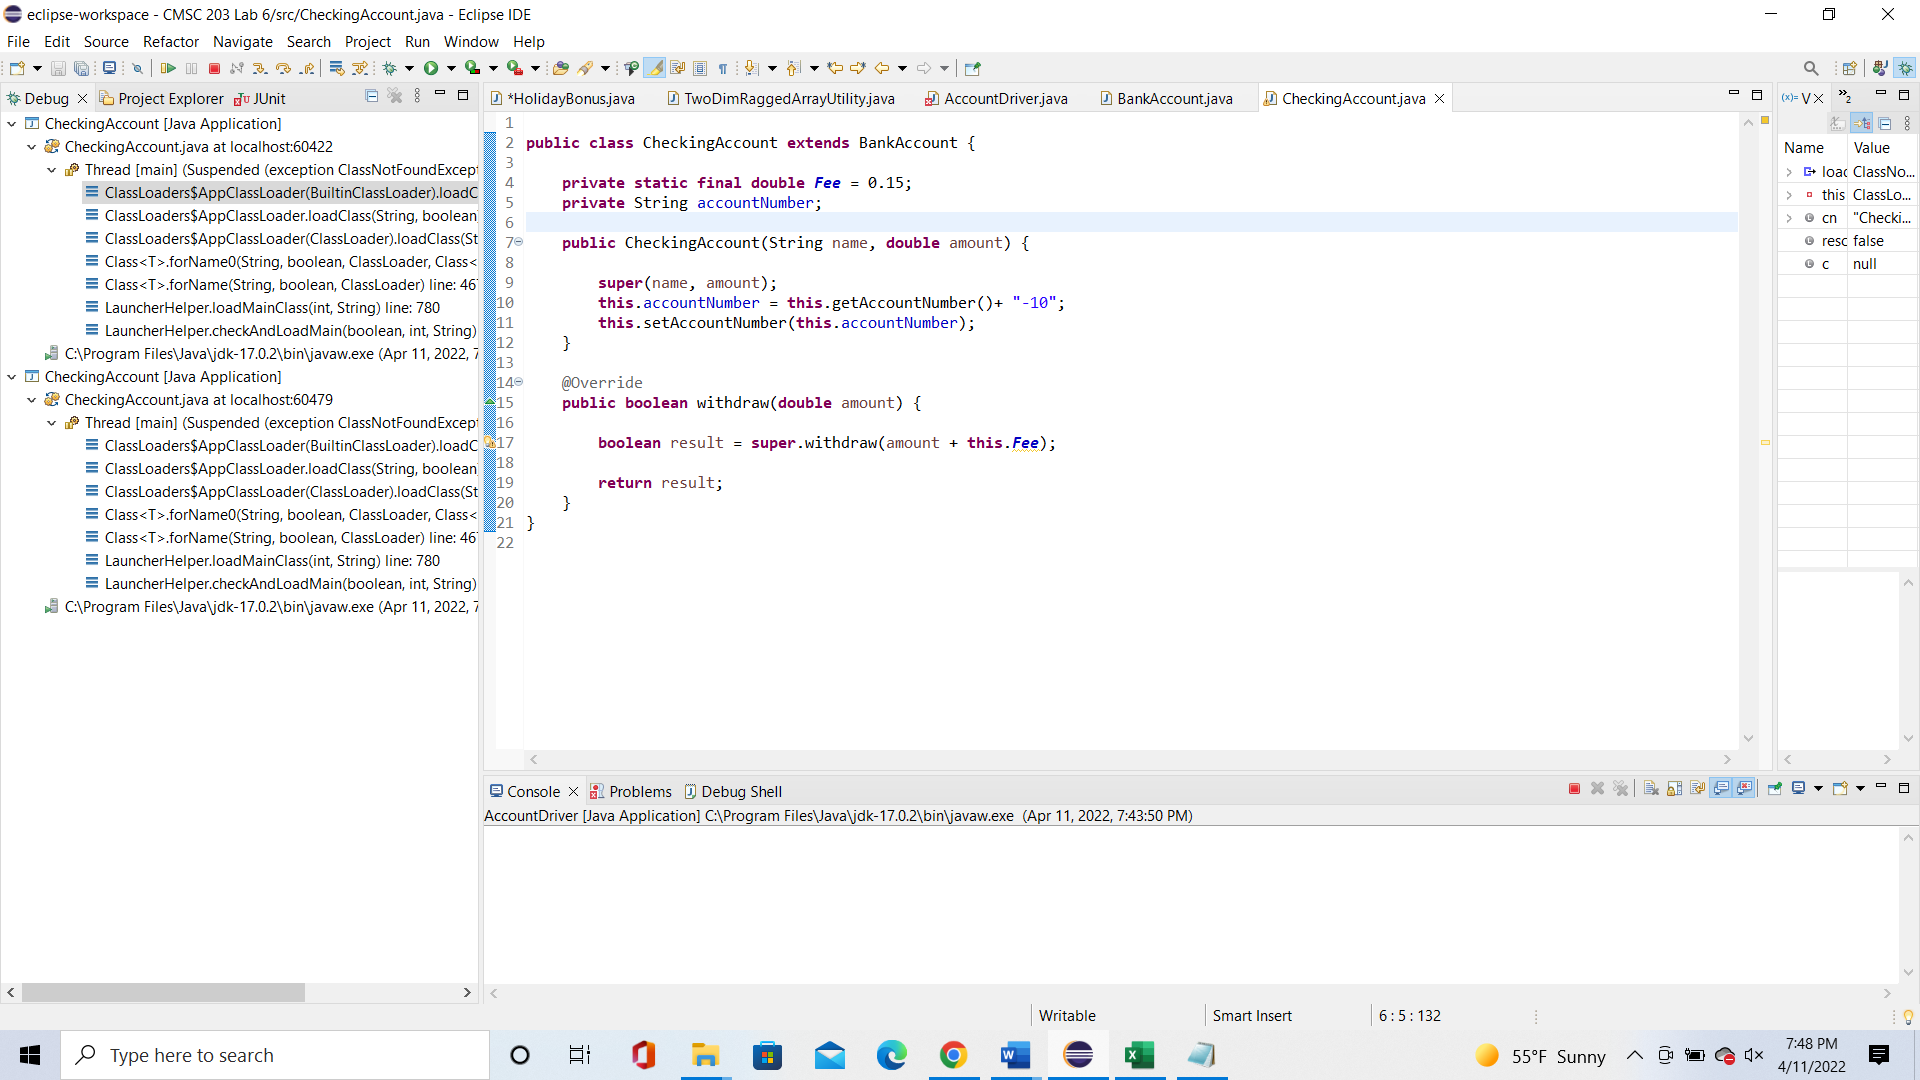 eclipse-workspace - CMSC 203 Lab 6/src/CheckingAccount.java - Eclipse IDE
File Edit Source Refactor Navigate Search Project Run Window Help
Debug Project Explorer JUnit
CheckingAccount [Java Application]
CheckingAccount.java at localhost:60422
Thread [main] (Suspended (exception ClassNotFoundExcept
ClassLoaders$AppClassLoader(BuiltinClassLoader).loadC
ClassLoaders$AppClassLoader.loadClass(String, boolean
ClassLoaders$AppClassLoader(ClassLoader).loadClass(St
Class<T>.forName0(String, boolean, ClassLoader, Class<
Class<T>.forName(String, boolean, ClassLoader) line: 467
LauncherHelper.loadMainClass(int, String) line: 780
LauncherHelper.checkAndLoadMain(boolean, int, String)
C:\Program Files\Java\jdk-17.0.2\bin\javaw.exe (Apr 11, 2022, 7
CheckingAccount [Java Application]
CheckingAccount.java at localhost:60479
Thread [main] (Suspended (exception ClassNotFoundExcept
ClassLoaders$AppClassLoader(BuiltinClassLoader).loadC
ClassLoaders$AppClassLoader.loadClass(String, boolean
ClassLoaders$AppClassLoader(ClassLoader).loadClass(St
Class<T>.forName0(String, boolean, ClassLoader, Class<
Class<T>.forName(String, boolean, ClassLoader) line: 467
LauncherHelper.loadMainClass(int, String) line: 780
LauncherHelper.checkAndLoadMain(boolean, int, String)
C:\Program Files\Java\jdk-17.0.2\bin\javaw.exe (Apr 11, 2022, 7
*HolidayBonus.java TwoDimRaggedArrayUtility.java AccountDriver.java BankAccount.java CheckingAccount.java
1
2 public class CheckingAccount extends BankAccount {
3
4 private static final double Fee = 0.15;
5 private String accountNumber;
6
7 public CheckingAccount(String name, double amount) {
8
9 super(name, amount);
10 this.accountNumber = this.getAccountNumber()+ "-10";
11 this.setAccountNumber(this.accountNumber);
12 }
13
14 @Override
15 public boolean withdraw(double amount) {
16
17 boolean result = super.withdraw(amount + this.Fee);
18
19 return result;
20 }
21 }
22
(x)= V 2
Name Value
loac ClassNo...
this ClassLo...
cn "Checki...
resc false
c null
Console Problems Debug Shell
AccountDriver [Java Application] C:\Program Files\Java\jdk-17.0.2\bin\javaw.exe (Apr 11, 2022, 7:43:50 PM)
Writable Smart Insert 6 : 5 : 132
Type here to search
55°F Sunny
7:48 PM
4/11/2022